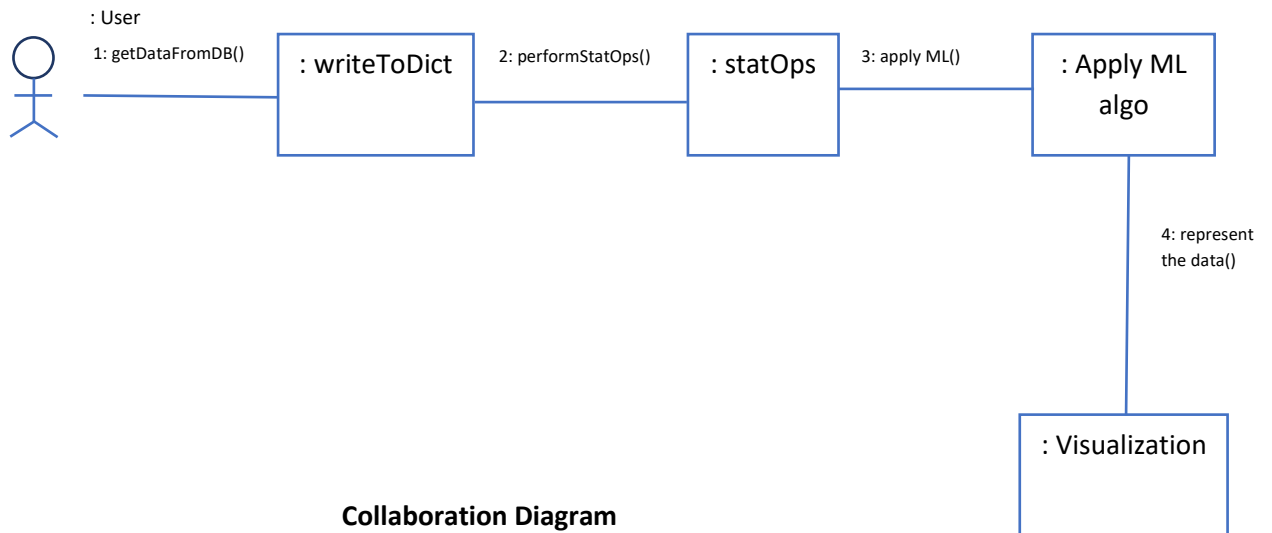 : User
1: getDataFromDB()
: writeToDict
2: performStatOps()
: statOps
3: apply ML()
: Apply ML
algo
4: represent
the data()
: Visualization
Collaboration Diagram